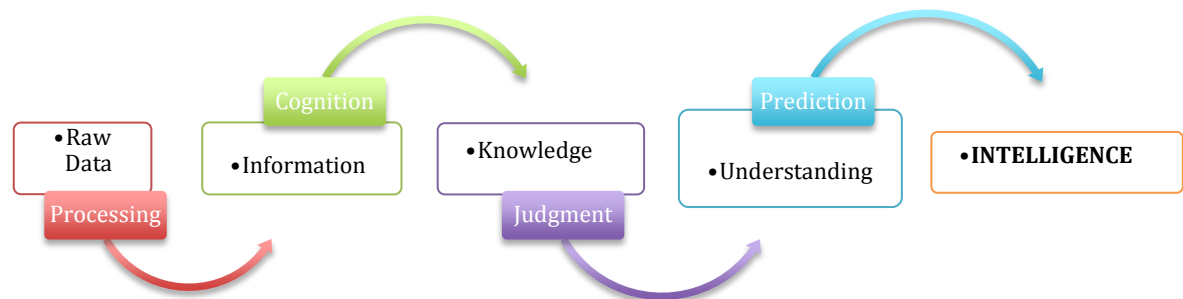 •Raw
Data
Processing
Cognition
•Information
•Knowledge
Judgment
Prediction
•Understanding
•INTELLIGENCE